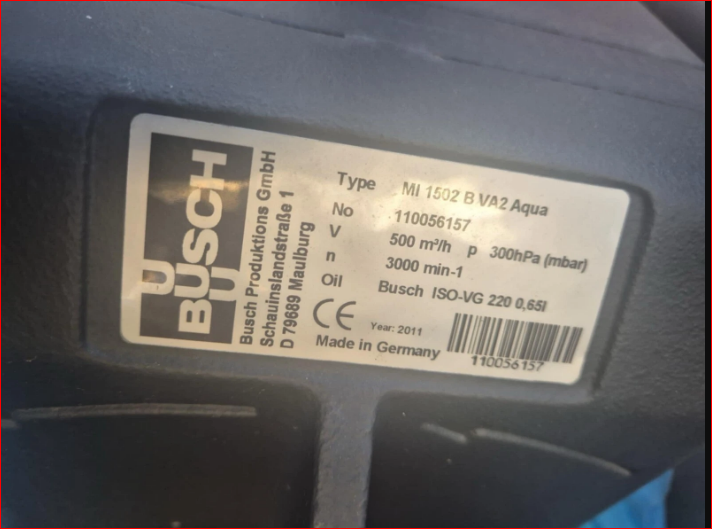 BUSCH
Busch Produktions GmbH
Schauinslandstraße 1
D 79689 Maulburg
Type MI 1502 B VA2 Aqua
No 110056157
V 500 m³/h p 300hPa (mbar)
n 3000 min-1
Oil Busch ISO-VG 220 0,65l
CE Year: 2011
Made in Germany
110056157